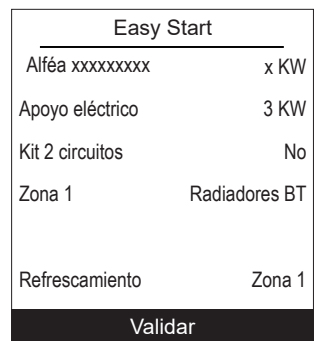 Easy Start
Alféa xxxxxxxxx x KW
Apoyo eléctrico 3 KW
Kit 2 circuitos No
Zona 1 Radiadores BT
Refrescamiento Zona 1
Validar